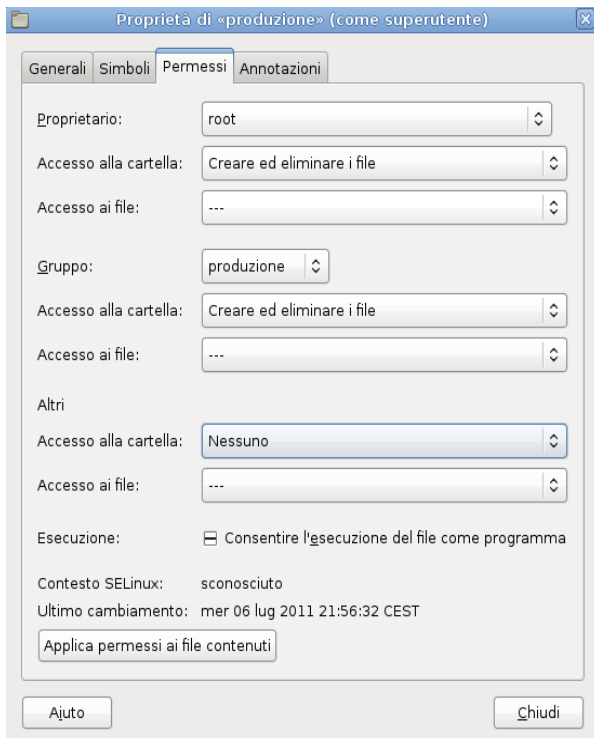 Proprietà di «produzione» (come superutente)
Generali Simboli Permessi Annotazioni
Proprietario: root
Accesso alla cartella: Creare ed eliminare i file
Accesso ai file: ---
Gruppo: produzione
Accesso alla cartella: Creare ed eliminare i file
Accesso ai file: ---
Altri
Accesso alla cartella: Nessuno
Accesso ai file: ---
Esecuzione: Consentire l'esecuzione del file come programma
Contesto SELinux: sconosciuto
Ultimo cambiamento: mer 06 lug 2011 21:56:32 CEST
Applica permessi ai file contenuti
Aiuto Chiudi